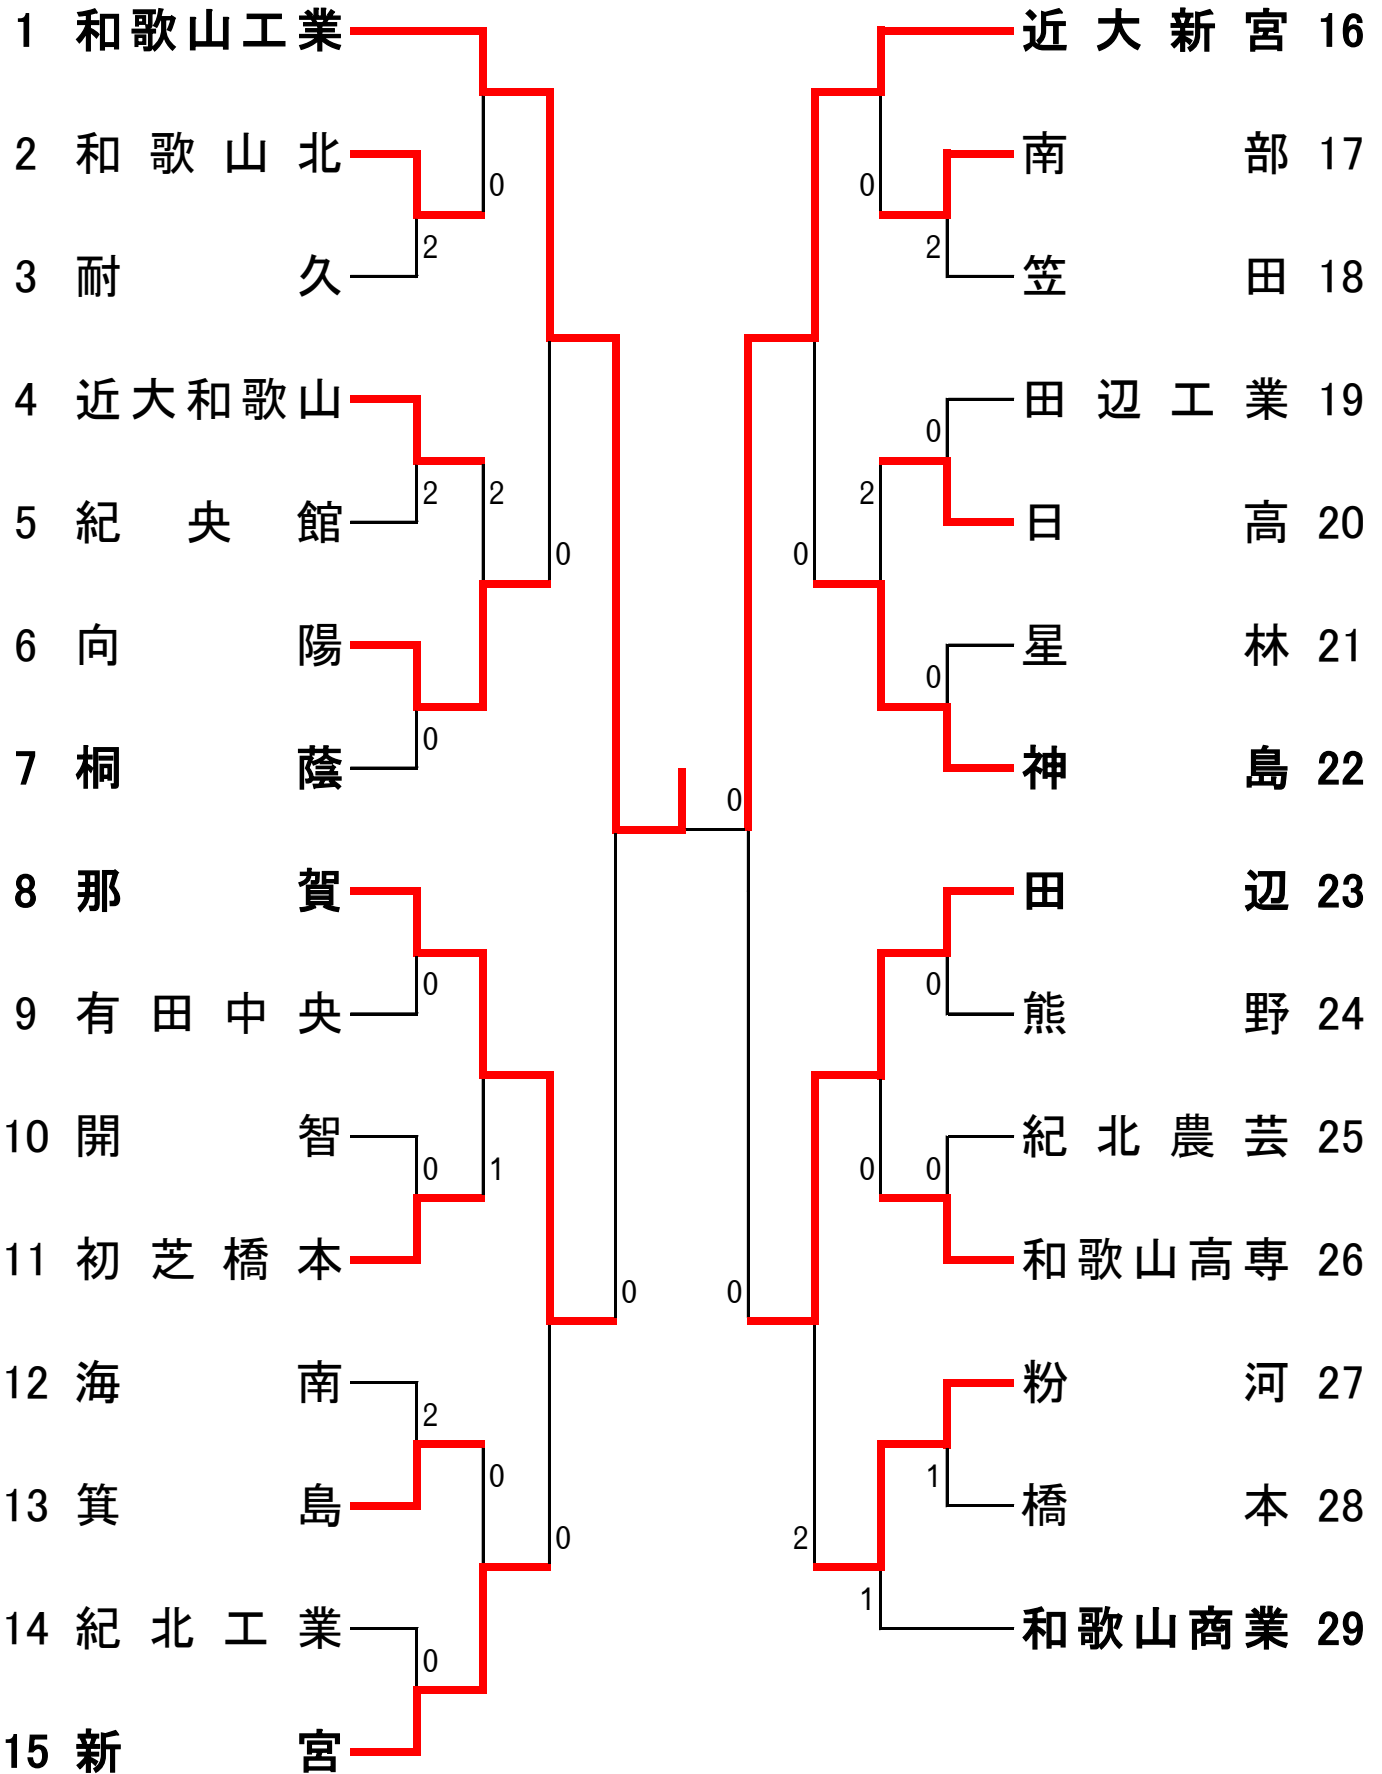 1 和歌山工業
2 和歌山北
3 耐久
4 近大和歌山
5 紀央館
6 向陽
7 桐蔭
8 那賀
9 有田中央
10 開智
11 初芝橋本
12 海南
13 箕島
14 紀北工業
15 新宮
0
2
2
2
0
0
0
0
1
0
2
0
0
0
0
近大新宮 16
南部 17
笠田 18
田辺工業 19
日高 20
星林 21
神島 22
田辺 23
熊野 24
紀北農芸 25
和歌山高専 26
粉河 27
橋本 28
和歌山商業 29
0
2
0
2
0
0
0
0
0
0
0
1
2
1